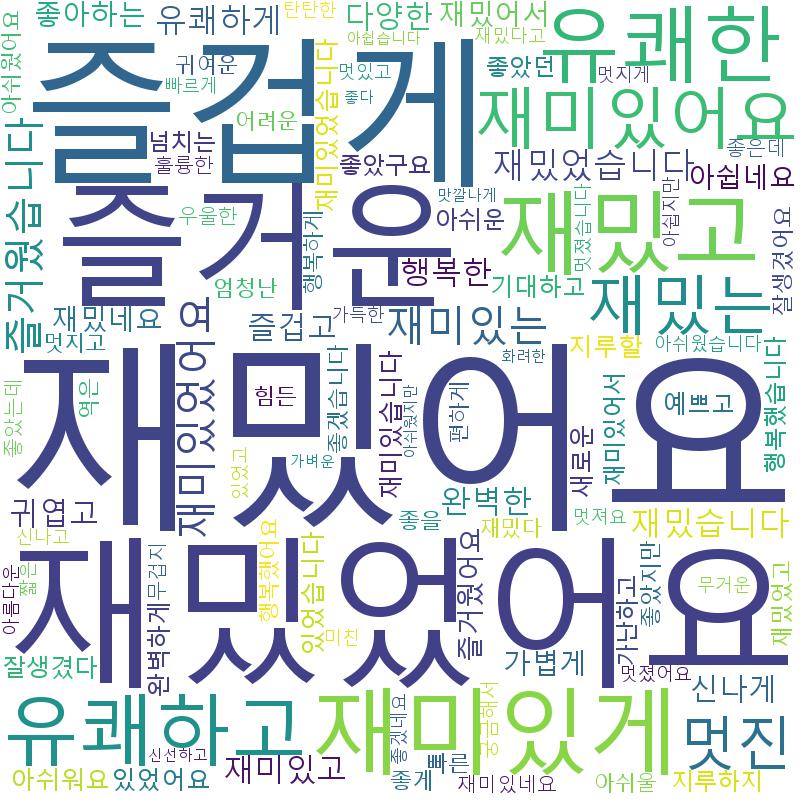 좋아하는
유쾌하게
탄탄한
다양한
재밌어서
유쾌한
아쉬웠어요
즐겁게
귀여운
빠르게
멋있고
아쉽습니다
재밌다고
좋았던
멋지게
재미있어요
어려운
좋다
재미있었습니다
넘치는
훌륭한
좋았구요
재밌었습니다
좋은데
아쉽네요
즐거웠습니다
즐거운
우울한
행복하게
맛깔나게
아쉬운
재밌고
멋졌습니다
아쉽지만
잘생겼어요
엄청난
행복한
기대하고
재밌는
재밌네요
멋지고
즐겁고
가득한
재미있는
지루할
아쉬웠습니다
화려한
재밌어요
힘든
예쁘고
좋았는데
역은
재미있었어요
좋겠습니다
재미있습니다
아쉬웠지만
편하게
새로운
재미있어서
행복했습니다
가벼운
있었고
귀엽고
신나고
좋을
완벽한
재밌다
멋져요
재밌습니다
재밌었어요
아름다운
짧은
무겁지
완벽하게
행복했어요
있었습니다
미친
즐거웠어요
가난하고
좋았지만
무거운
재밌었고
잘생겼다
가볍게
멋졌어요
신나게
유쾌하고
재미있게
멋진
신선하고
좋겠네요
궁금해서
빠른
아쉬워요
있었어요
재미있고
좋게
재미있네요
아쉬울
지루하지